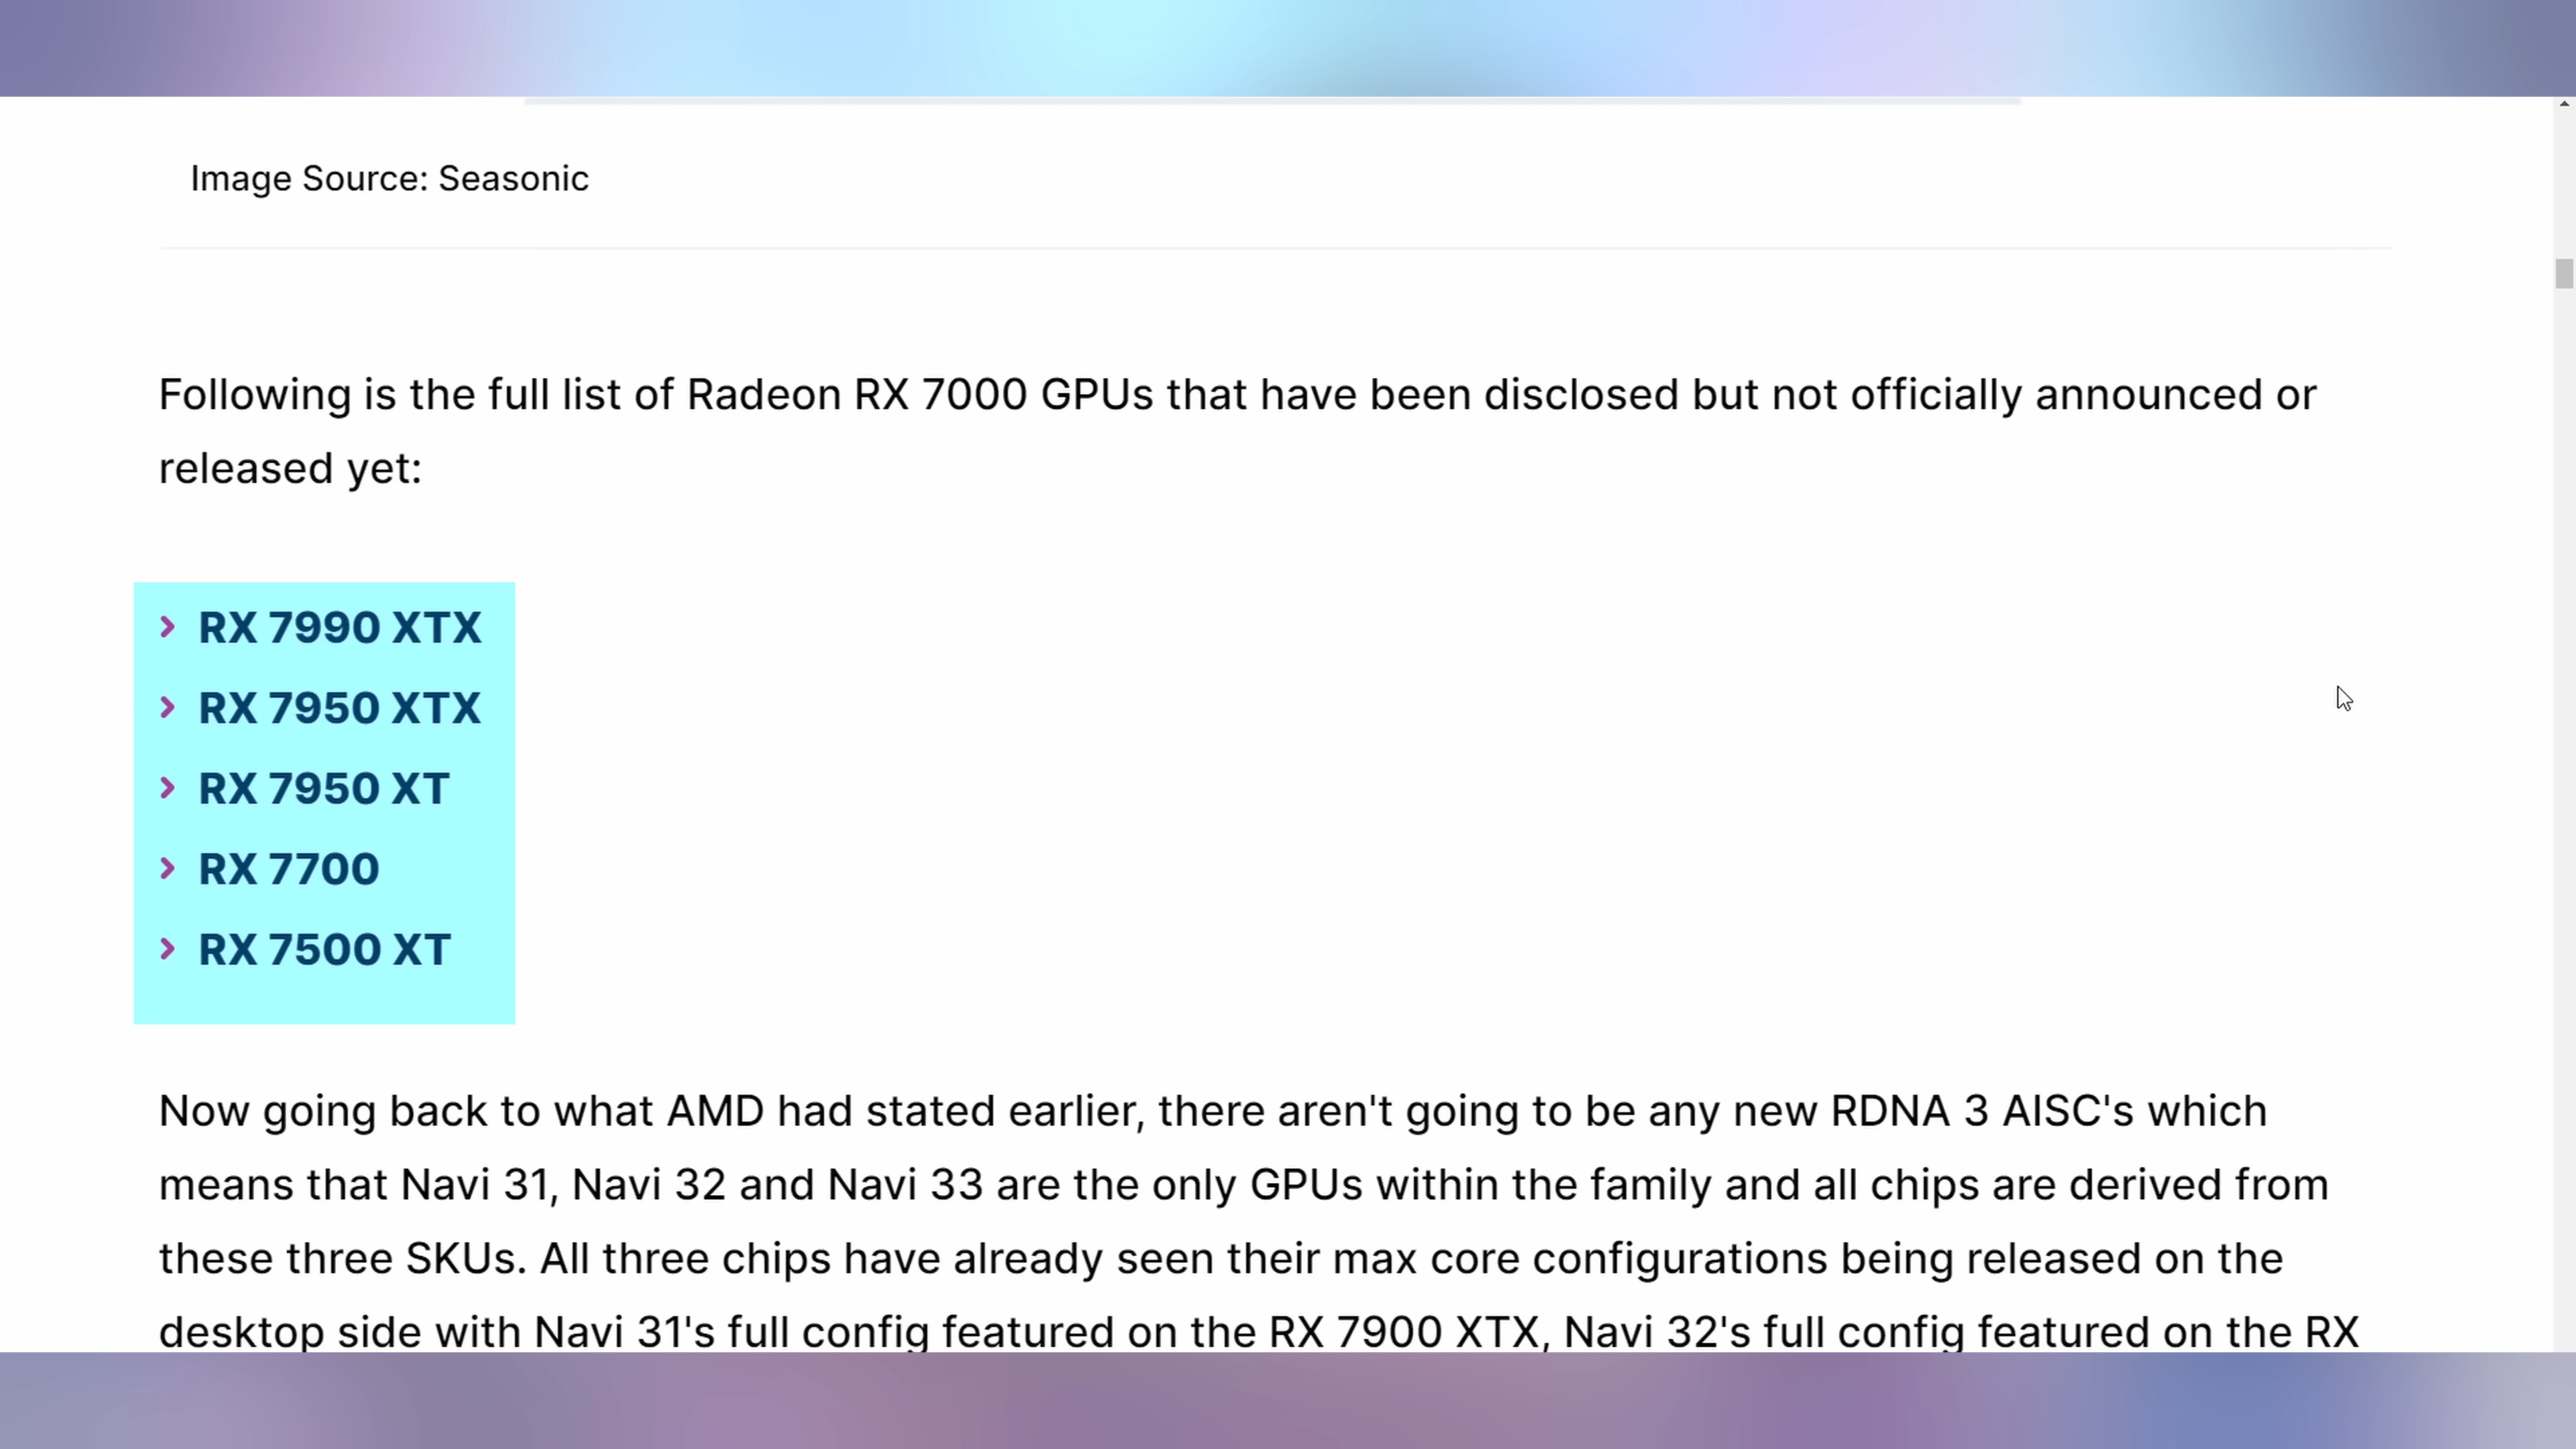 Image Source: Seasonic
Following is the full list of Radeon RX 7000 GPUs that have been disclosed but not officially announced or
released yet:
RX 7990 XTX
RX 7950 XTX
RX 7950 XT
RX 7700
RX 7500 XT
Now going back to what AMD had stated earlier, there aren't going to be any new RDNA 3 AISC's which
means that Navi 31, Navi 32 and Navi 33 are the only GPUs within the family and all chips are derived from
these three SKUs. All three chips have already seen their max core configurations being released on the
desktop side with Navi 31's full config featured on the RX 7900 XTX, Navi 32's full config featured on the RX